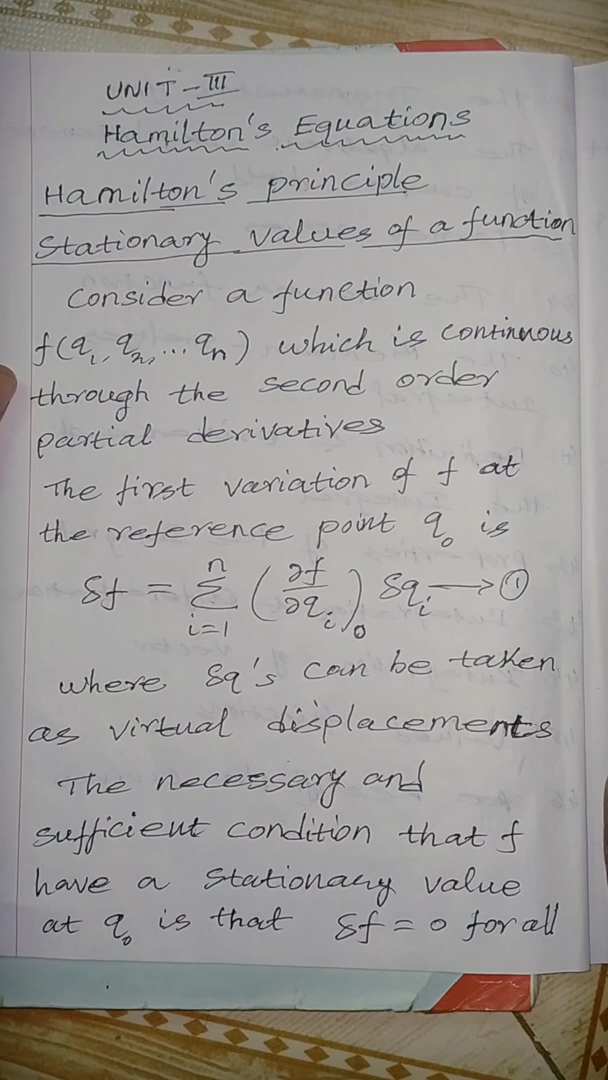 UNIT-III
Hamilton's Equations
Hamilton's principle
Stationary values of a function
Consider a function
f(q₁, q₂, ... qₙ) which is continuous
through the second order
partial derivatives
The first variation of f at
the reference point q₀ is
δf = Σⁿᵢ₌₁ (∂f/∂qᵢ)₀ δqᵢ → ①
where δq's can be taken
as virtual displacements
The necessary and
sufficient condition that f
have a stationary value
at q₀ is that δf = 0 for all